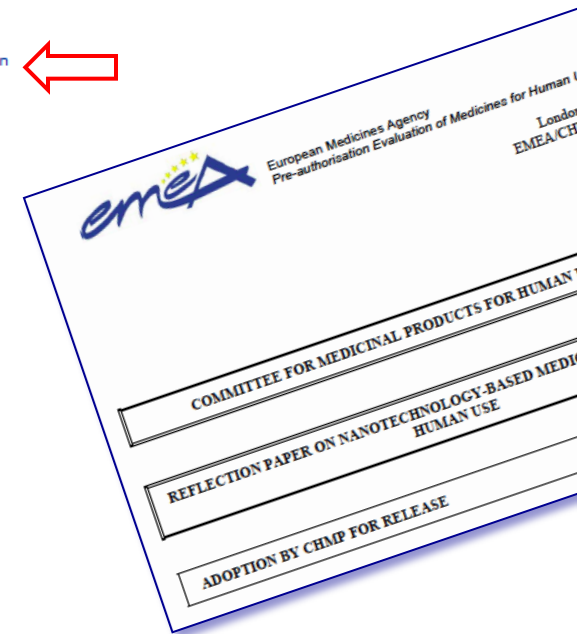 n
emeA
European Medicines Agency
Pre-authorisation Evaluation of Medicines for Human
London
EMEA/CH
COMMITTEE FOR MEDICINAL PRODUCTS FOR HUMAN
REFLECTION PAPER ON NANOTECHNOLOGY-BASED MEDIC
HUMAN USE
ADOPTION BY CHMP FOR RELEASE